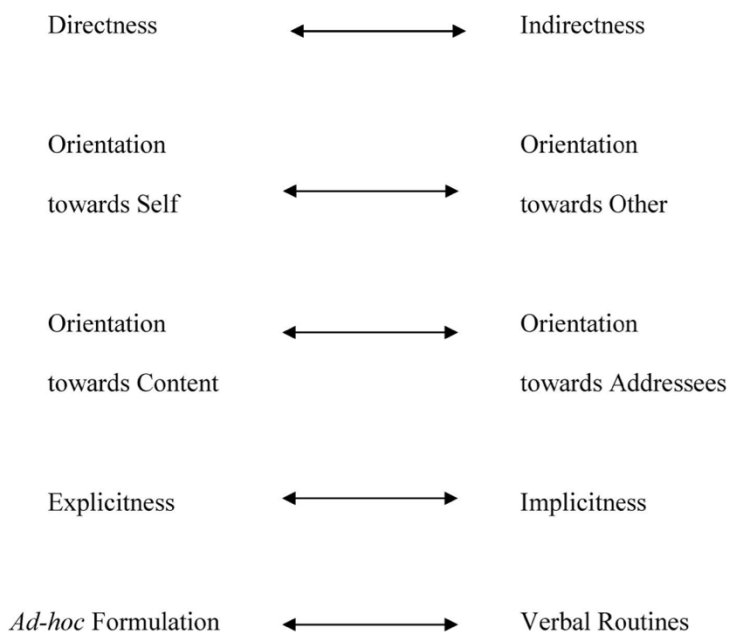 Directness Indirectness
Orientation Orientation
towards Self towards Other
Orientation Orientation
towards Content towards Addressees
Explicitness Implicitness
Ad-hoc Formulation Verbal Routines